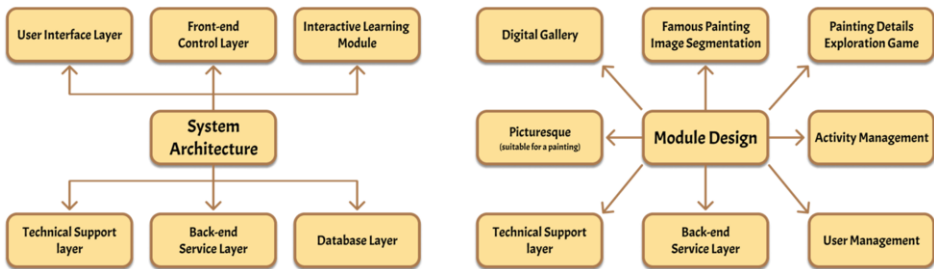 User Interface Layer
Front-end
Control Layer
Interactive Learning
Module
System
Architecture
Technical Support
layer
Back-end
Service Layer
Database Layer
Digital Gallery
Famous Painting
Image Segmentation
Painting Details
Exploration Game
Picturesque
(suitable for a painting)
Module Design
Activity Management
Technical Support
layer
Back-end
Service Layer
User Management